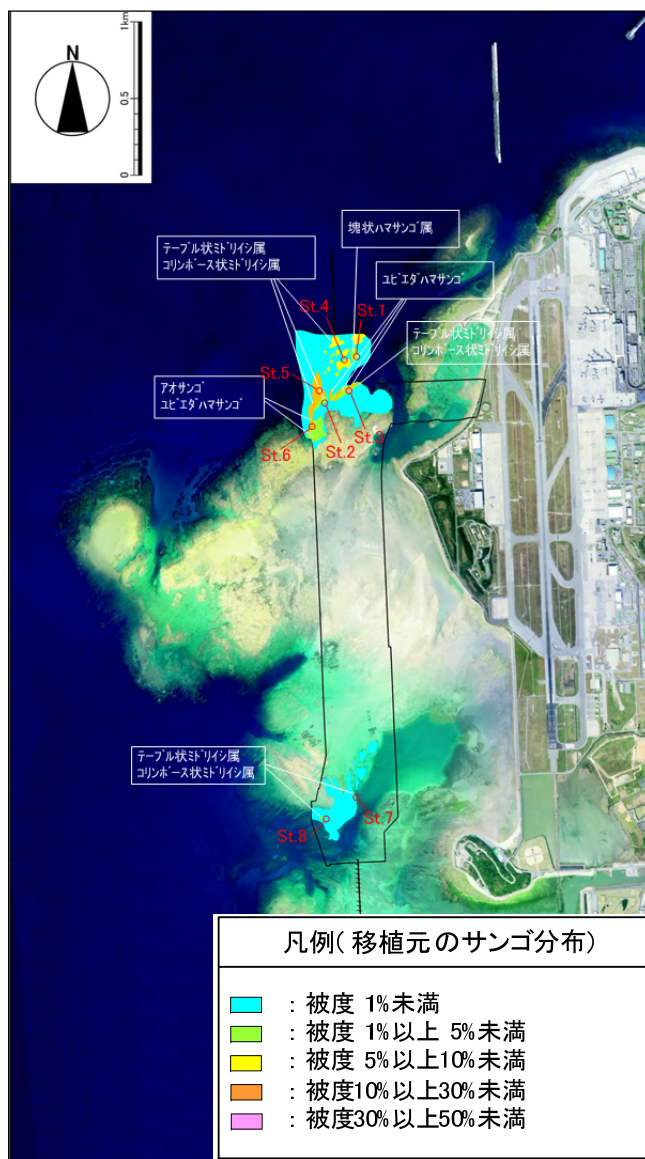 N
1km
0.5
0
塊状ハマサンゴ属
テーブル状ミドリイシ属
コリンボース状ミドリイシ属
ユビエダハマサンゴ
St.4
St.1
テーブル状ミドリイシ属
コリンボース状ミドリイシ属
St.5
アオサンゴ
ユビエダハマサンゴ
St.6
St.2
St.3
テーブル状ミドリイシ属
コリンボース状ミドリイシ属
St.7
St.8
凡例(移植元のサンゴ分布)
：被度 1%未満
：被度 1%以上 5%未満
：被度 5%以上10%未満
：被度10%以上30%未満
：被度30%以上50%未満